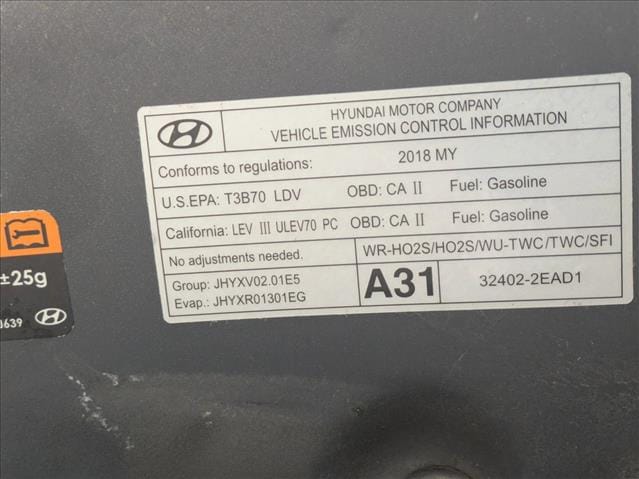 HYUNDAI MOTOR COMPANY
VEHICLE EMISSION CONTROL INFORMATION
Conforms to regulations: 2018 MY
U.S.EPA: T3B70 LDV OBD: CA II Fuel: Gasoline
California: LEV III ULEV70 PC OBD: CA II Fuel: Gasoline
No adjustments needed. WR-HO2S/HO2S/WU-TWC/TWC/SFI
Group: JHYXV02.01E5
Evap.: JHYXR01301EG
A31 32402-2EAD1
±25g
639